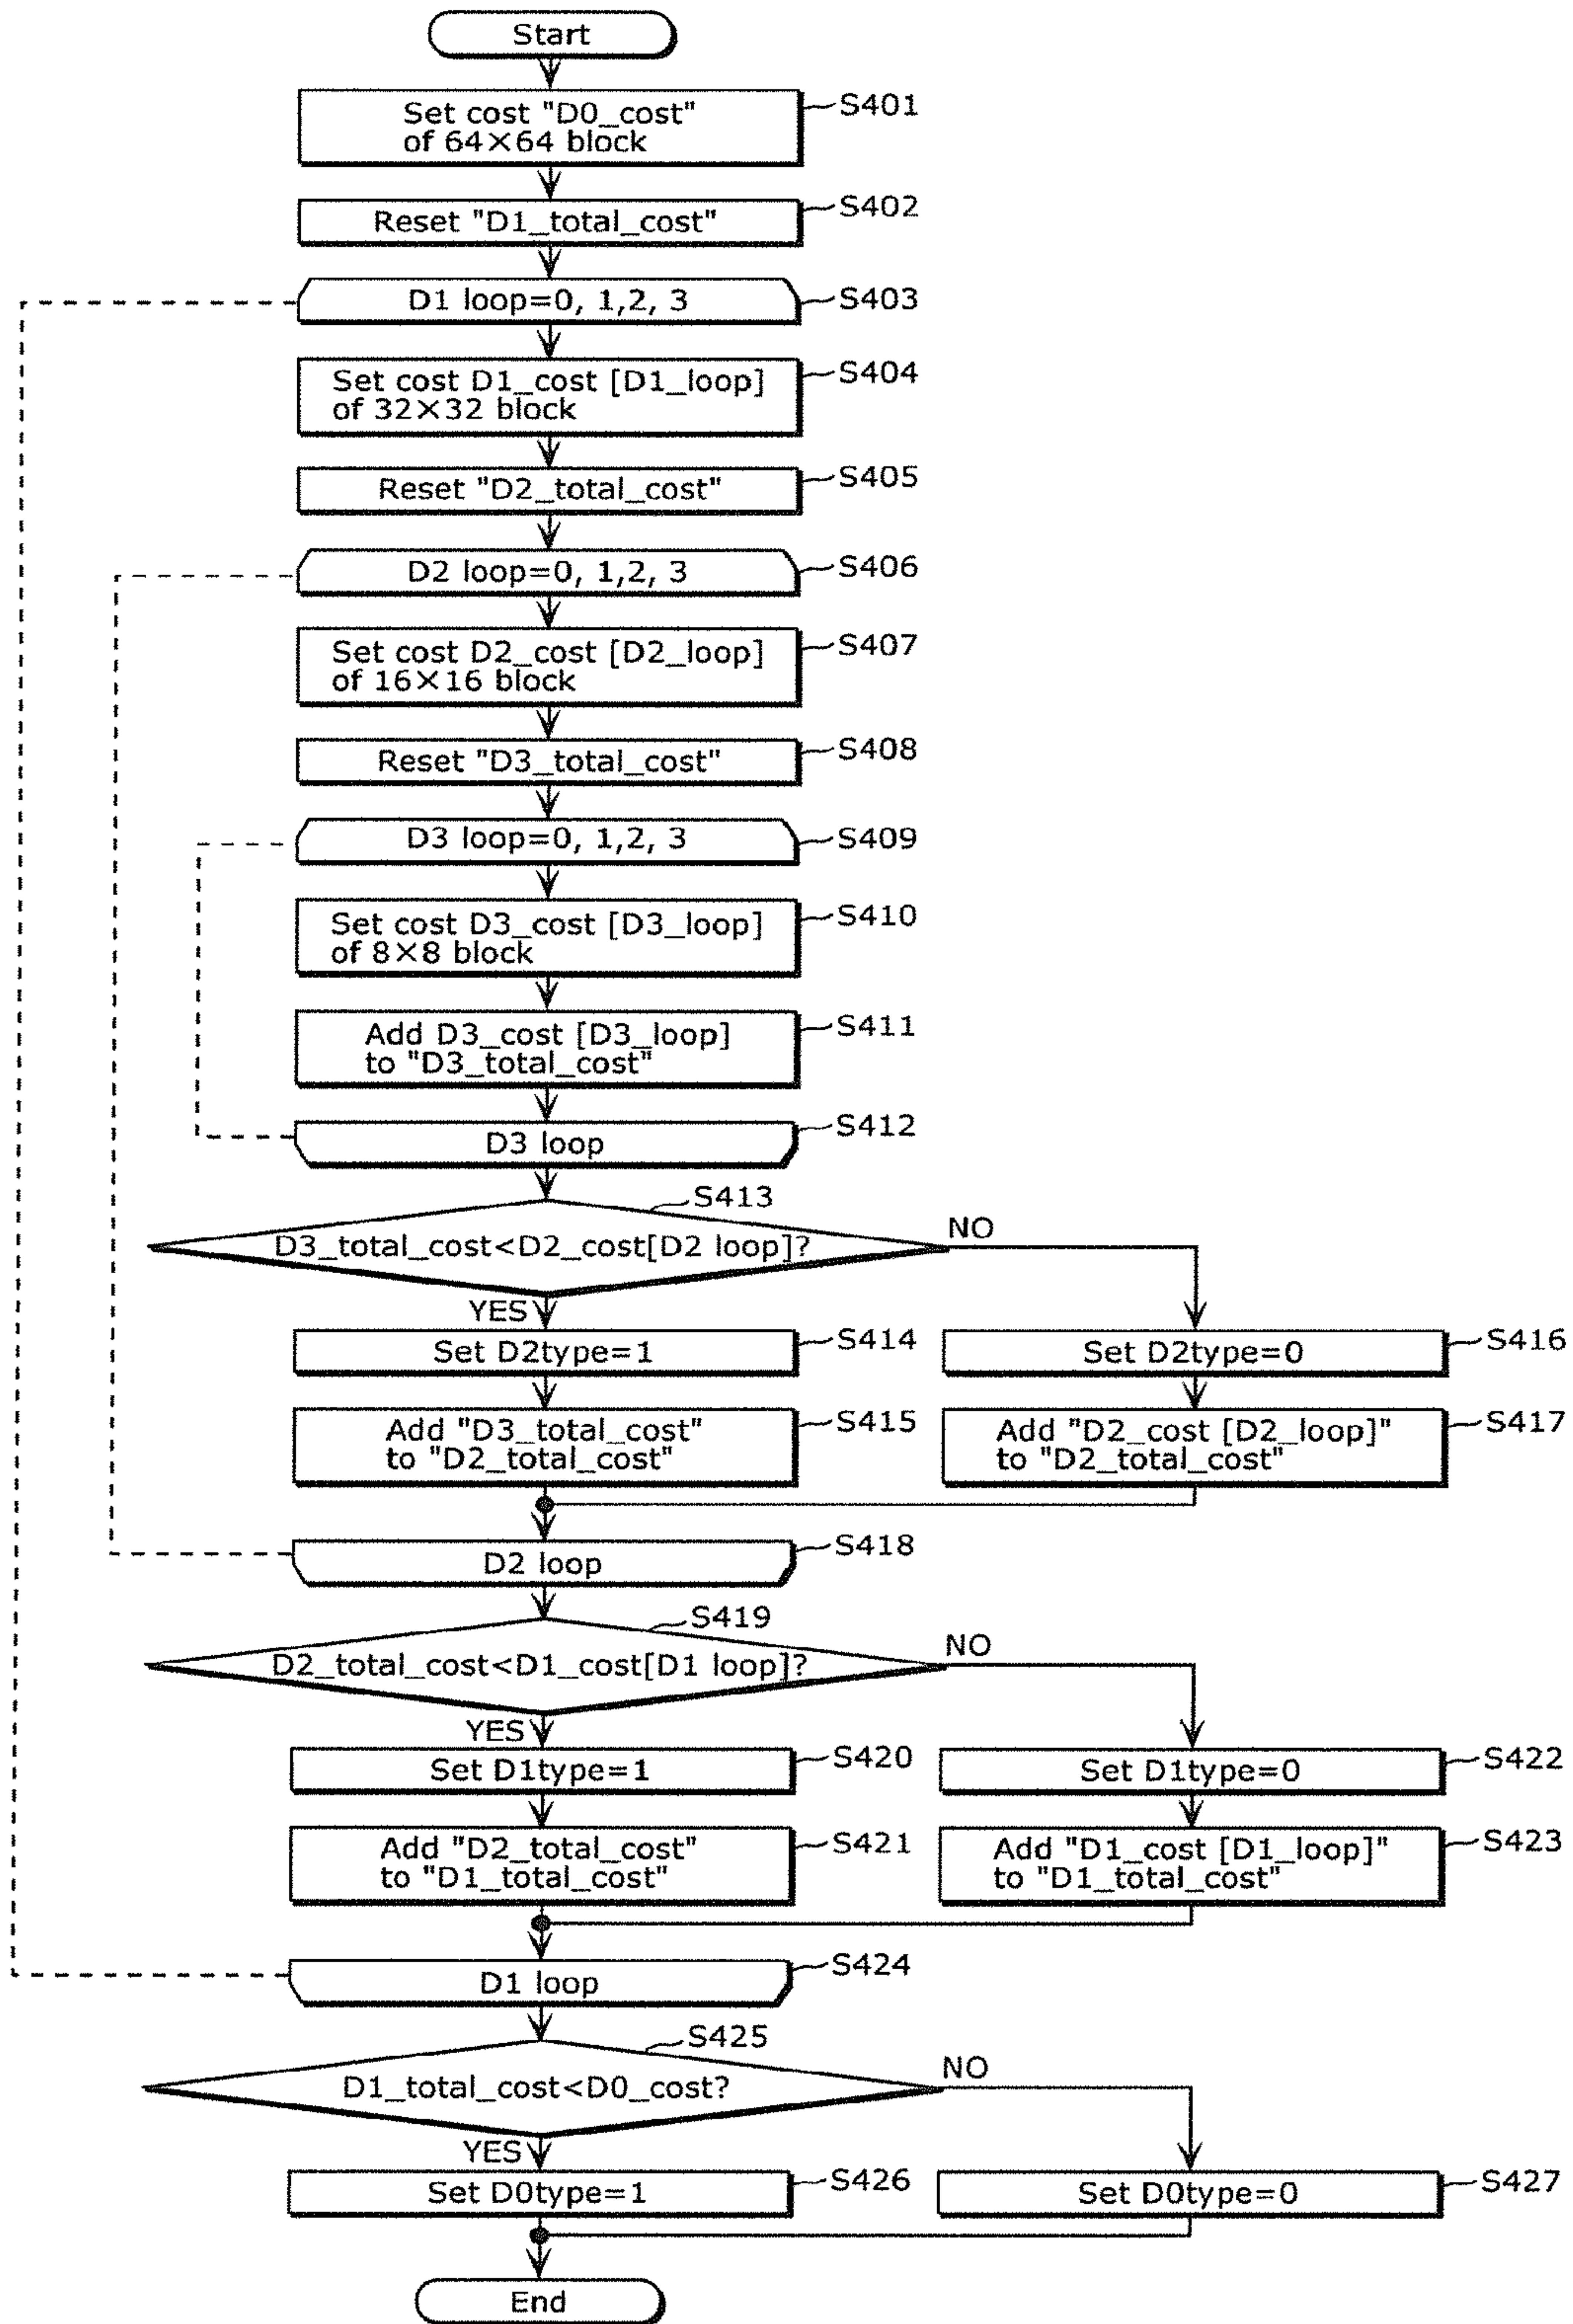 Start
Set cost "D0_cost"
of 64×64 block
S401
Reset "D1_total_cost"
S402
D1 loop=0, 1,2, 3
S403
Set cost D1_cost [D1_loop]
of 32×32 block
S404
Reset "D2_total_cost"
S405
D2 loop=0, 1,2, 3
S406
Set cost D2_cost [D2_loop]
of 16×16 block
S407
Reset "D3_total_cost"
S408
D3 loop=0, 1,2, 3
S409
Set cost D3_cost [D3_loop]
of 8×8 block
S410
Add D3_cost [D3_loop]
to "D3_total_cost"
S411
D3 loop
S412
S413
D3_total_cost<D2_cost[D2 loop]?
NO
YES
Set D2type=1
S414
Set D2type=0
S416
Add "D3_total_cost"
to "D2_total_cost"
S415
Add "D2_cost [D2_loop]"
to "D2_total_cost"
S417
D2 loop
S418
S419
D2_total_cost<D1_cost[D1 loop]?
NO
YES
Set D1type=1
S420
Set D1type=0
S422
Add "D2_total_cost"
to "D1_total_cost"
S421
Add "D1_cost [D1_loop]"
to "D1_total_cost"
S423
D1 loop
S424
S425
D1_total_cost<D0_cost?
NO
YES
Set D0type=1
S426
Set D0type=0
S427
End